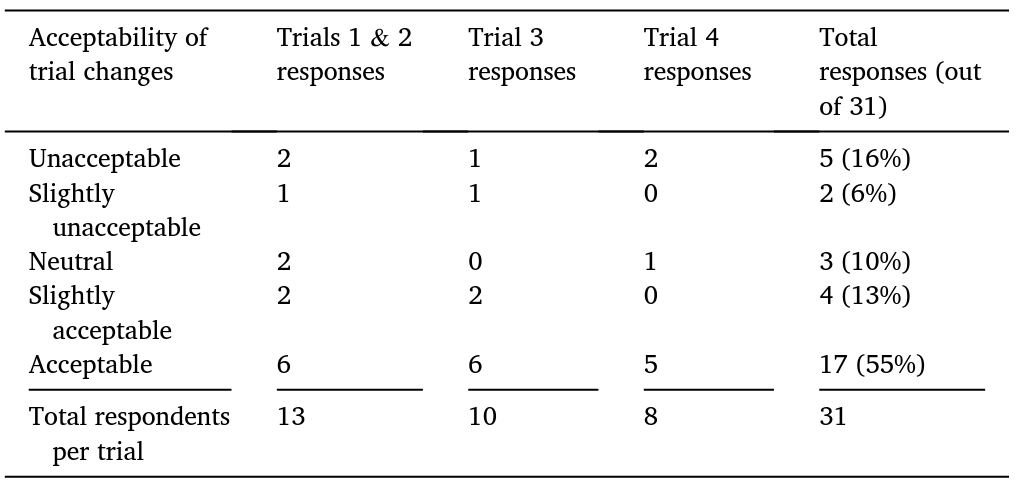 Acceptability of trial changes Trials 1 & 2 responses Trial 3 responses Trial 4 responses Total responses (out of 31)
Unacceptable 2 1 2 5 (16%)
Slightly unacceptable 1 1 0 2 (6%)
Neutral 2 0 1 3 (10%)
Slightly acceptable 2 2 0 4 (13%)
Acceptable 6 6 5 17 (55%)
Total respondents per trial 13 10 8 31